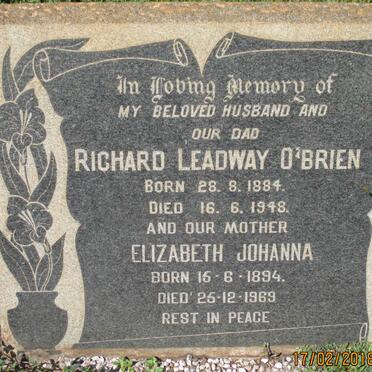 In Loving Memory of
MY BELOVED HUSBAND AND
OUR DAD
RICHARD LEADWAY O'BRIEN
BORN 28.8.1884.
DIED 16.6.1948.
AND OUR MOTHER
ELIZABETH JOHANNA
BORN 15-6-1894.
DIED 25-12-1969
REST IN PEACE
17/02/2018